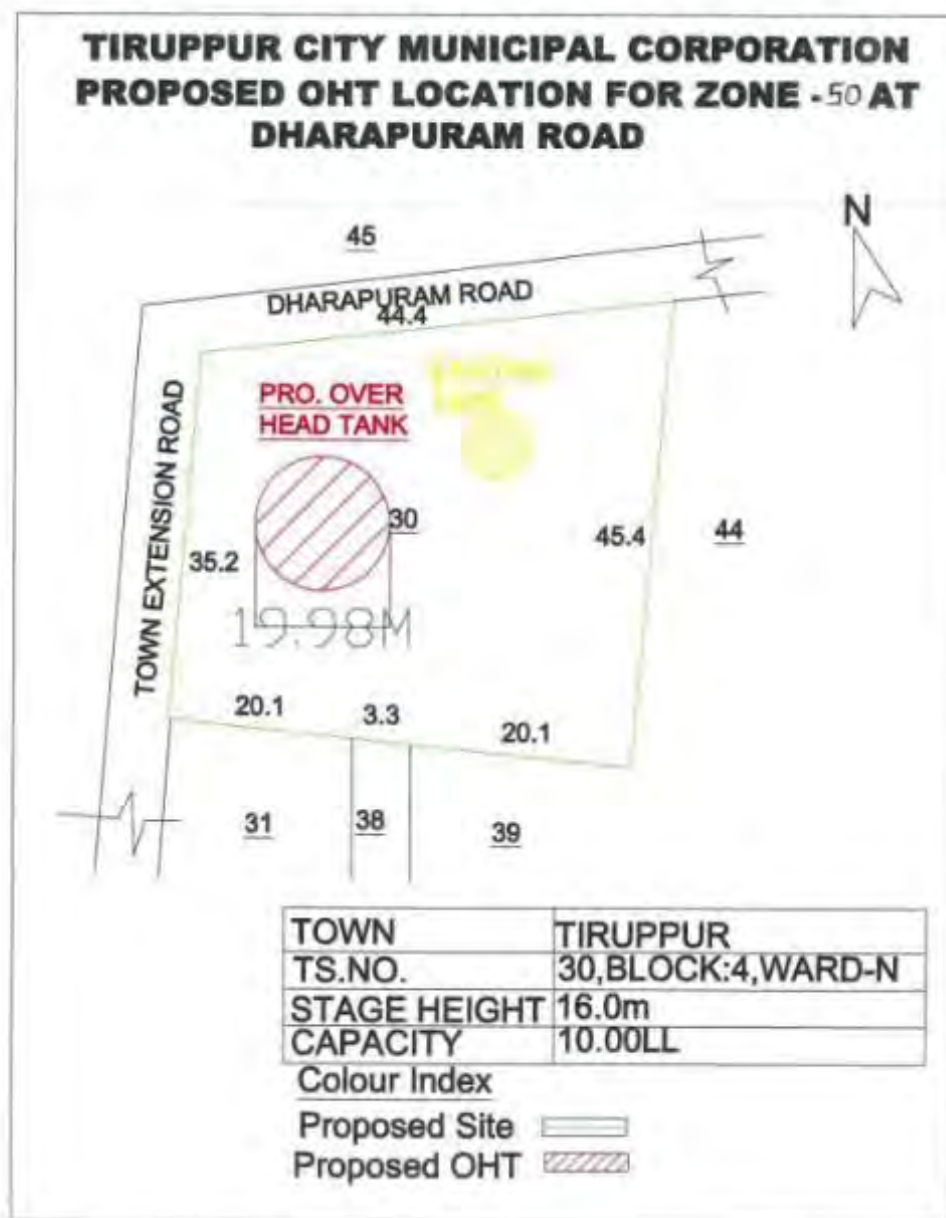 TIRUPPUR CITY MUNICIPAL CORPORATION
PROPOSED OHT LOCATION FOR ZONE -50 AT
DHARAPURAM ROAD
N
45
DHARAPURAM ROAD
44.4
PRO. OVER
HEAD TANK
TOWN EXTENSION ROAD
30
35.2
45.4
44
19.98M
20.1
3.3
20.1
31
38
39
TOWN TIRUPPUR
TS.NO. 30,BLOCK:4,WARD-N
STAGE HEIGHT 16.0m
CAPACITY 10.00LL
Colour Index
Proposed Site
Proposed OHT